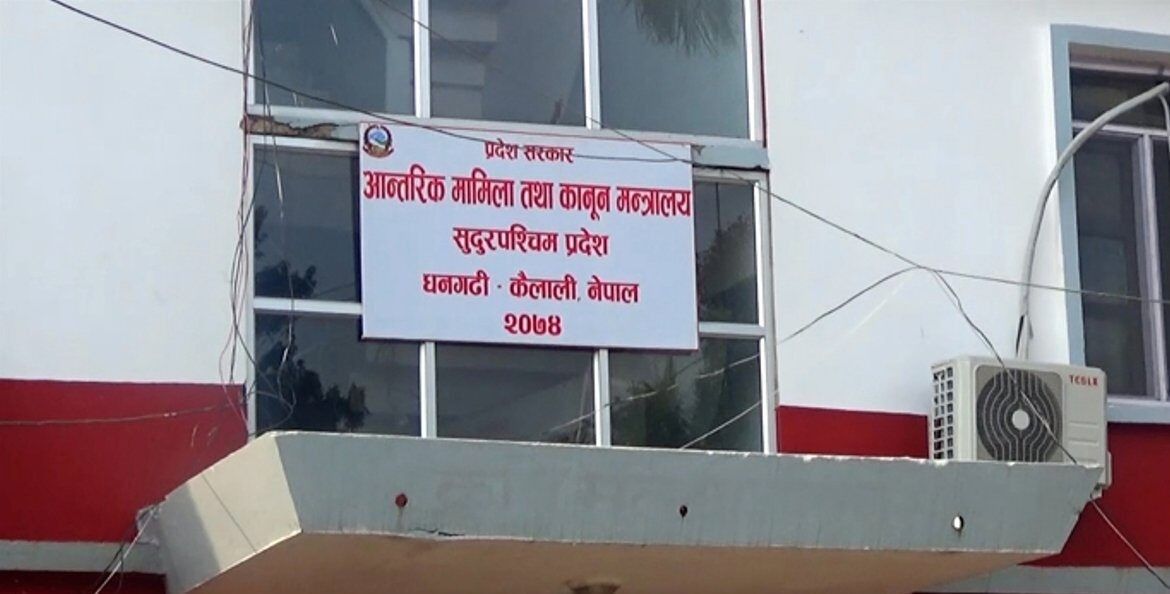 प्रदेश सरकार
आन्तरिक मामिला तथा कानून मन्त्रालय
सुदुरपश्चिम प्रदेश
धनगढी - कैलाली, नेपाल
२०७४